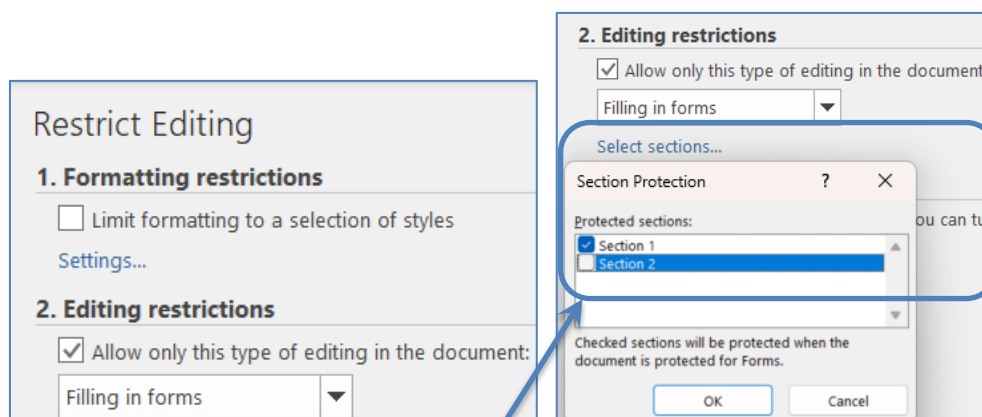 Restrict Editing
1. Formatting restrictions
Limit formatting to a selection of styles
Settings...
2. Editing restrictions
Allow only this type of editing in the document:
Filling in forms
2. Editing restrictions
Allow only this type of editing in the document
Filling in forms
Select sections...
Section Protection ? X
Protected sections:
ou can tu
Section 1
Section 2
Checked sections will be protected when the
document is protected for Forms.
OK Cancel